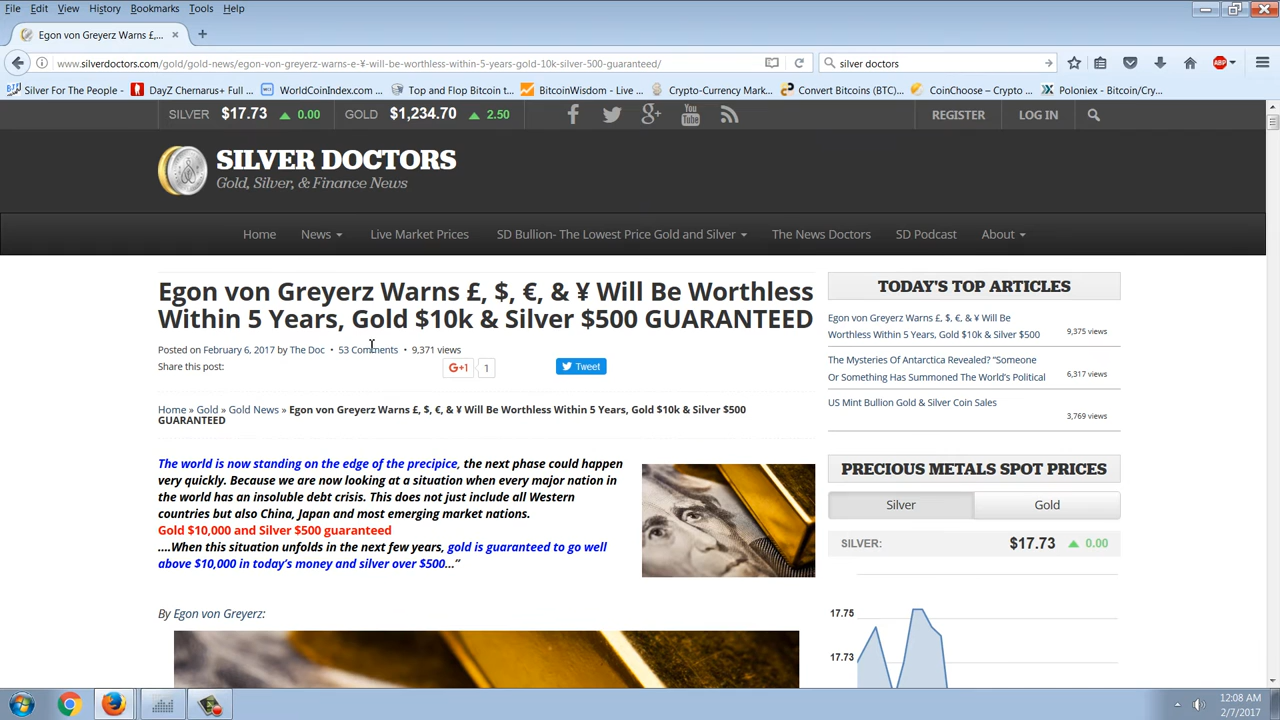 File Edit View History Bookmarks Tools Help
Egon von Greyerz Warns £,...
www.silverdoctors.com/gold/gold-news/egon-von-greyerz-warns-e-¥-will-be-worthless-within-5-years-gold-10k-silver-500-guaranteed/
silver doctors
ABP
Silver For The People - ...
DayZ Chernarus+ Full ...
WorldCoinIndex.com ...
Top and Flop Bitcoin t...
BitcoinWisdom - Live ...
Crypto-Currency Mark...
Convert Bitcoins (BTC)...
CoinChoose – Crypto ...
Poloniex - Bitcoin/Cry...
SILVER $17.73 0.00 GOLD $1,234.70 2.50
You Tube
REGISTER LOG IN
SILVER DOCTORS
Gold, Silver, & Finance News
Home News Live Market Prices SD Bullion- The Lowest Price Gold and Silver The News Doctors SD Podcast About
Egon von Greyerz Warns £, $, €, & ¥ Will Be Worthless
Within 5 Years, Gold $10k & Silver $500 GUARANTEED
Posted on February 6, 2017 by The Doc • 53 Comments • 9,371 views
Share this post:
G+1 1
Tweet
Home » Gold » Gold News » Egon von Greyerz Warns £, $, €, & ¥ Will Be Worthless Within 5 Years, Gold $10k & Silver $500
GUARANTEED
The world is now standing on the edge of the precipice, the next phase could happen
very quickly. Because we are now looking at a situation when every major nation in
the world has an insoluble debt crisis. This does not just include all Western
countries but also China, Japan and most emerging market nations.
Gold $10,000 and Silver $500 guaranteed
....When this situation unfolds in the next few years, gold is guaranteed to go well
above $10,000 in today's money and silver over $500..."
By Egon von Greyerz:
TODAY'S TOP ARTICLES
Egon von Greyerz Warns £, $, €, & ¥ Will Be
Worthless Within 5 Years, Gold $10k & Silver $500
9,375 views
The Mysteries Of Antarctica Revealed? "Someone
Or Something Has Summoned The World's Political
6,317 views
US Mint Bullion Gold & Silver Coin Sales
3,769 views
PRECIOUS METALS SPOT PRICES
Silver Gold
SILVER: $17.73 0.00
17.75
17.73
12:08 AM
2/7/2017